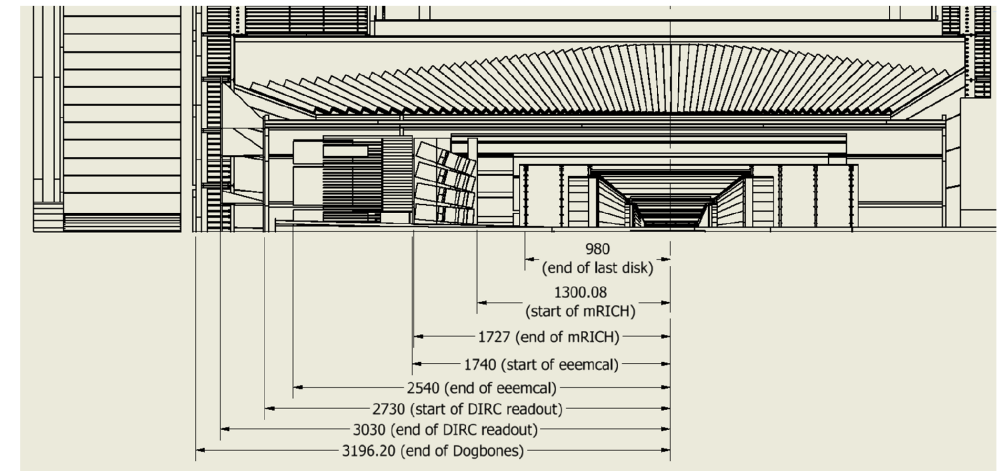 980
(end of last disk)
1300.08
(start of mRICH)
1727 (end of mRICH)
1740 (start of eeemcal)
2540 (end of eeemcal)
2730 (start of DIRC readout)
3030 (end of DIRC readout)
3196.20 (end of Dogbones)